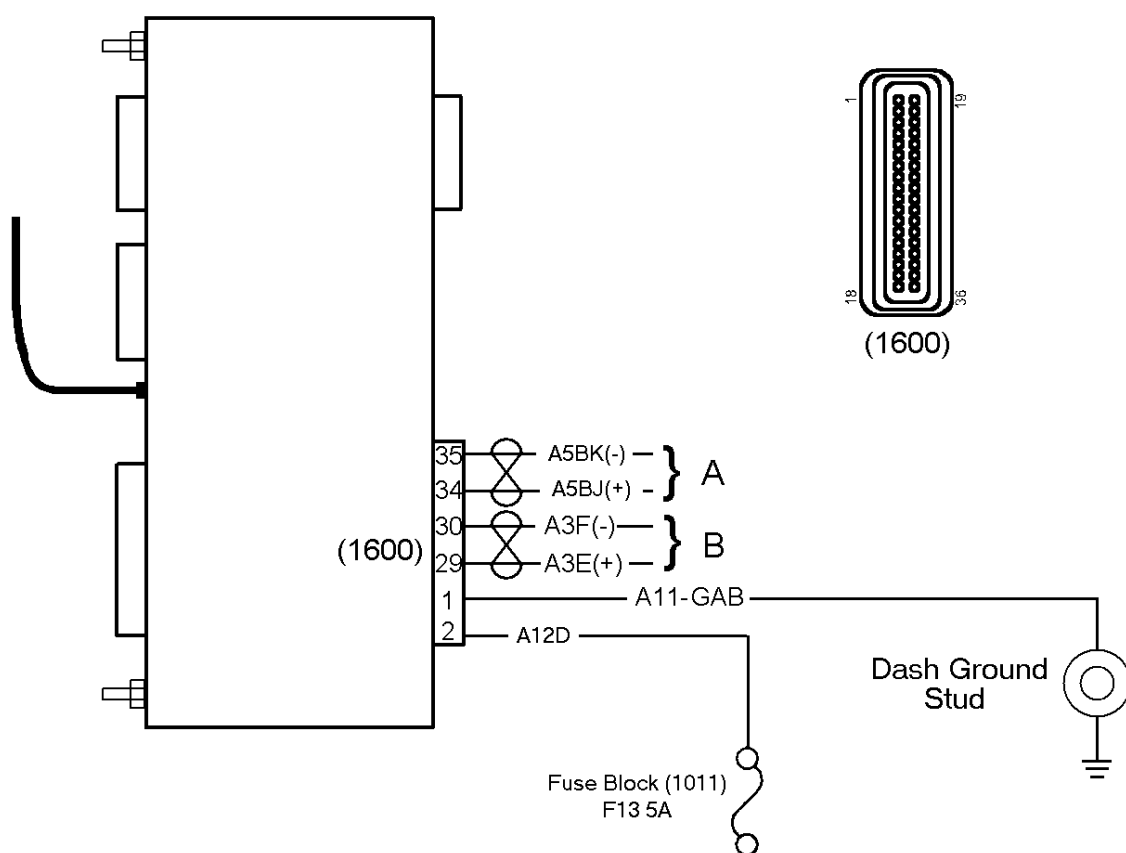 1
19
18
36
(1600)
35
A5BK(-)
A
34
A5BJ(+)
30
A3F(-)
B
(1600)
29
A3E(+)
1
A11-GAB
2
A12D
Dash Ground
Stud
Fuse Block (1011)
F13 5A